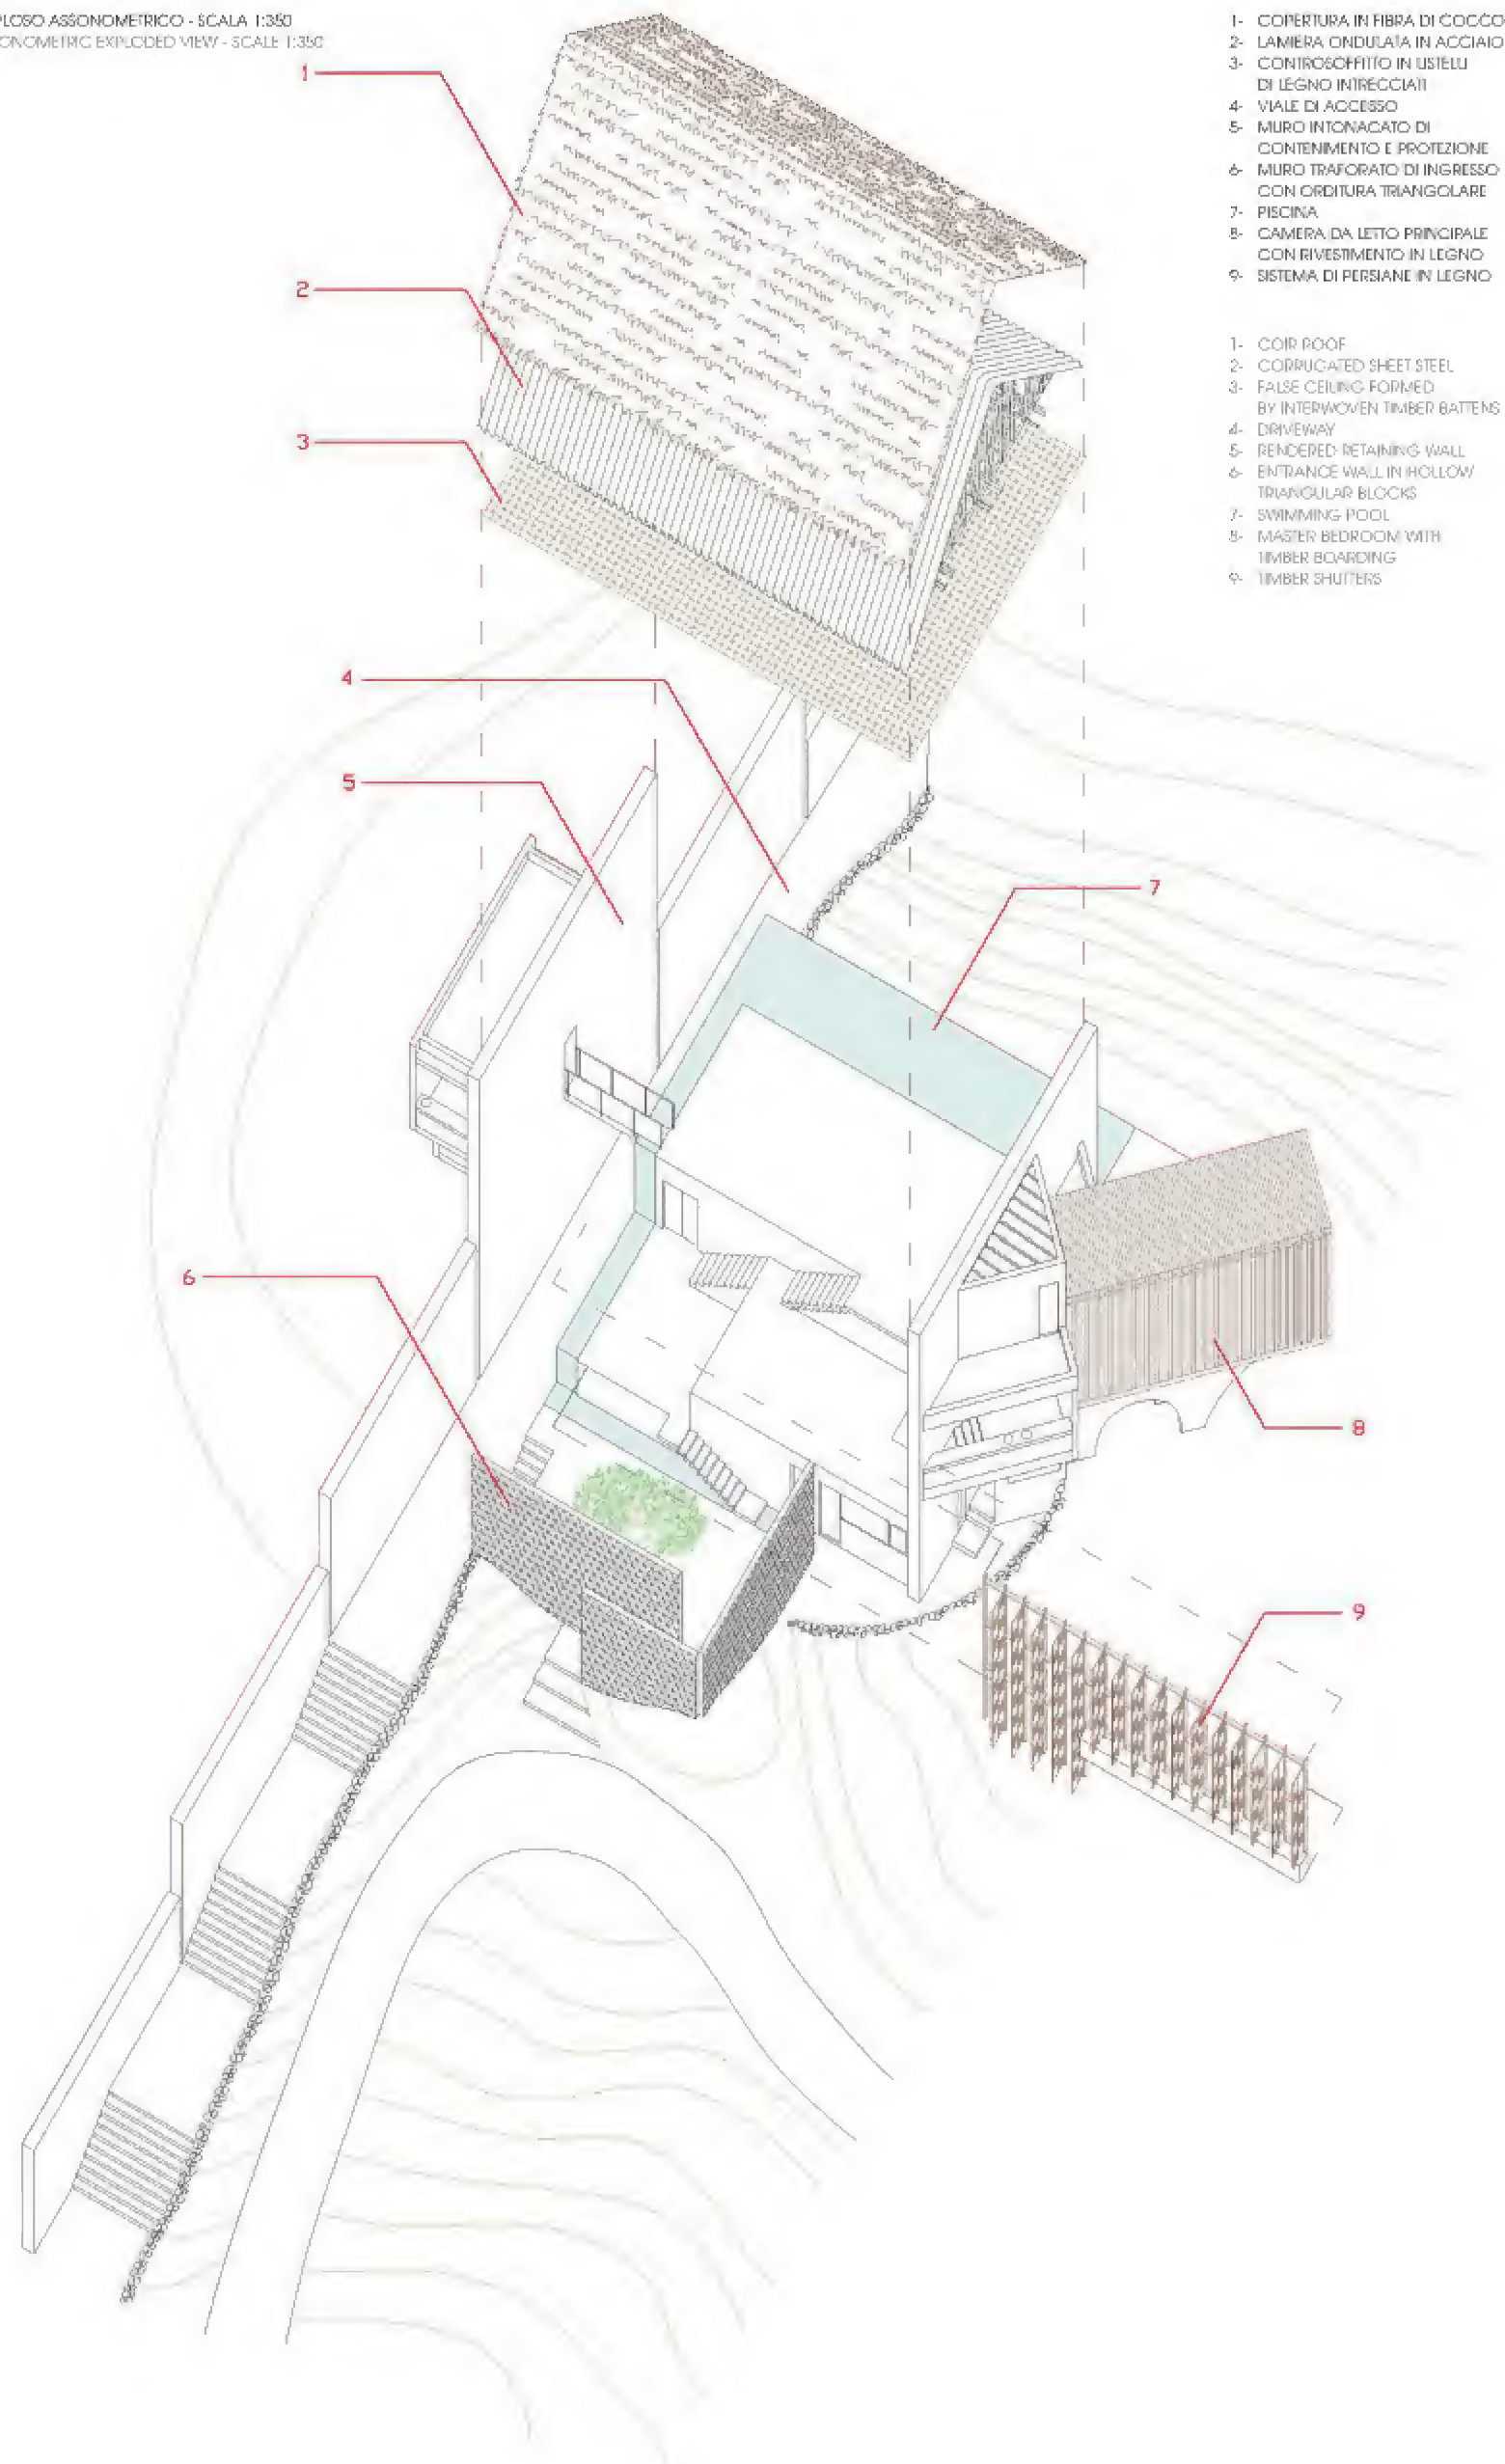 PLOSO ASSONOMETRICO - SCALA 1:350
ONOMETRIC EXPLODED VIEW - SCALE 1:350
1- COPERTURA IN FIBRA DI COCCO
2- LAMIERA ONDULATA IN ACCIAIO
3- CONTROSOFFITTO IN LISTELLI
DI LEGNO INTRECCIATI
4- VIALE DI ACCESSO
5- MURO INTONACATO DI
CONTENIMENTO E PROTEZIONE
6- MURO TRAFORATO DI INGRESSO
CON ORDITURA TRIANGOLARE
7- PISCINA
8- CAMERA DA LETTO PRINCIPALE
CON RIVESTIMENTO IN LEGNO
9- SISTEMA DI PERSIANE IN LEGNO
1- COIR ROOF
2- CORRUGATED SHEET STEEL
3- FALSE CEILING FORMED
BY INTERWOVEN TIMBER BATTENS
4- DRIVEWAY
5- RENDERED RETAINING WALL
6- ENTRANCE WALL IN HOLLOW
TRIANGULAR BLOCKS
7- SWIMMING POOL
8- MASTER BEDROOM WITH
TIMBER BOARDING
9- TIMBER SHUTTERS
1
2
3
4
5
7
6
8
9